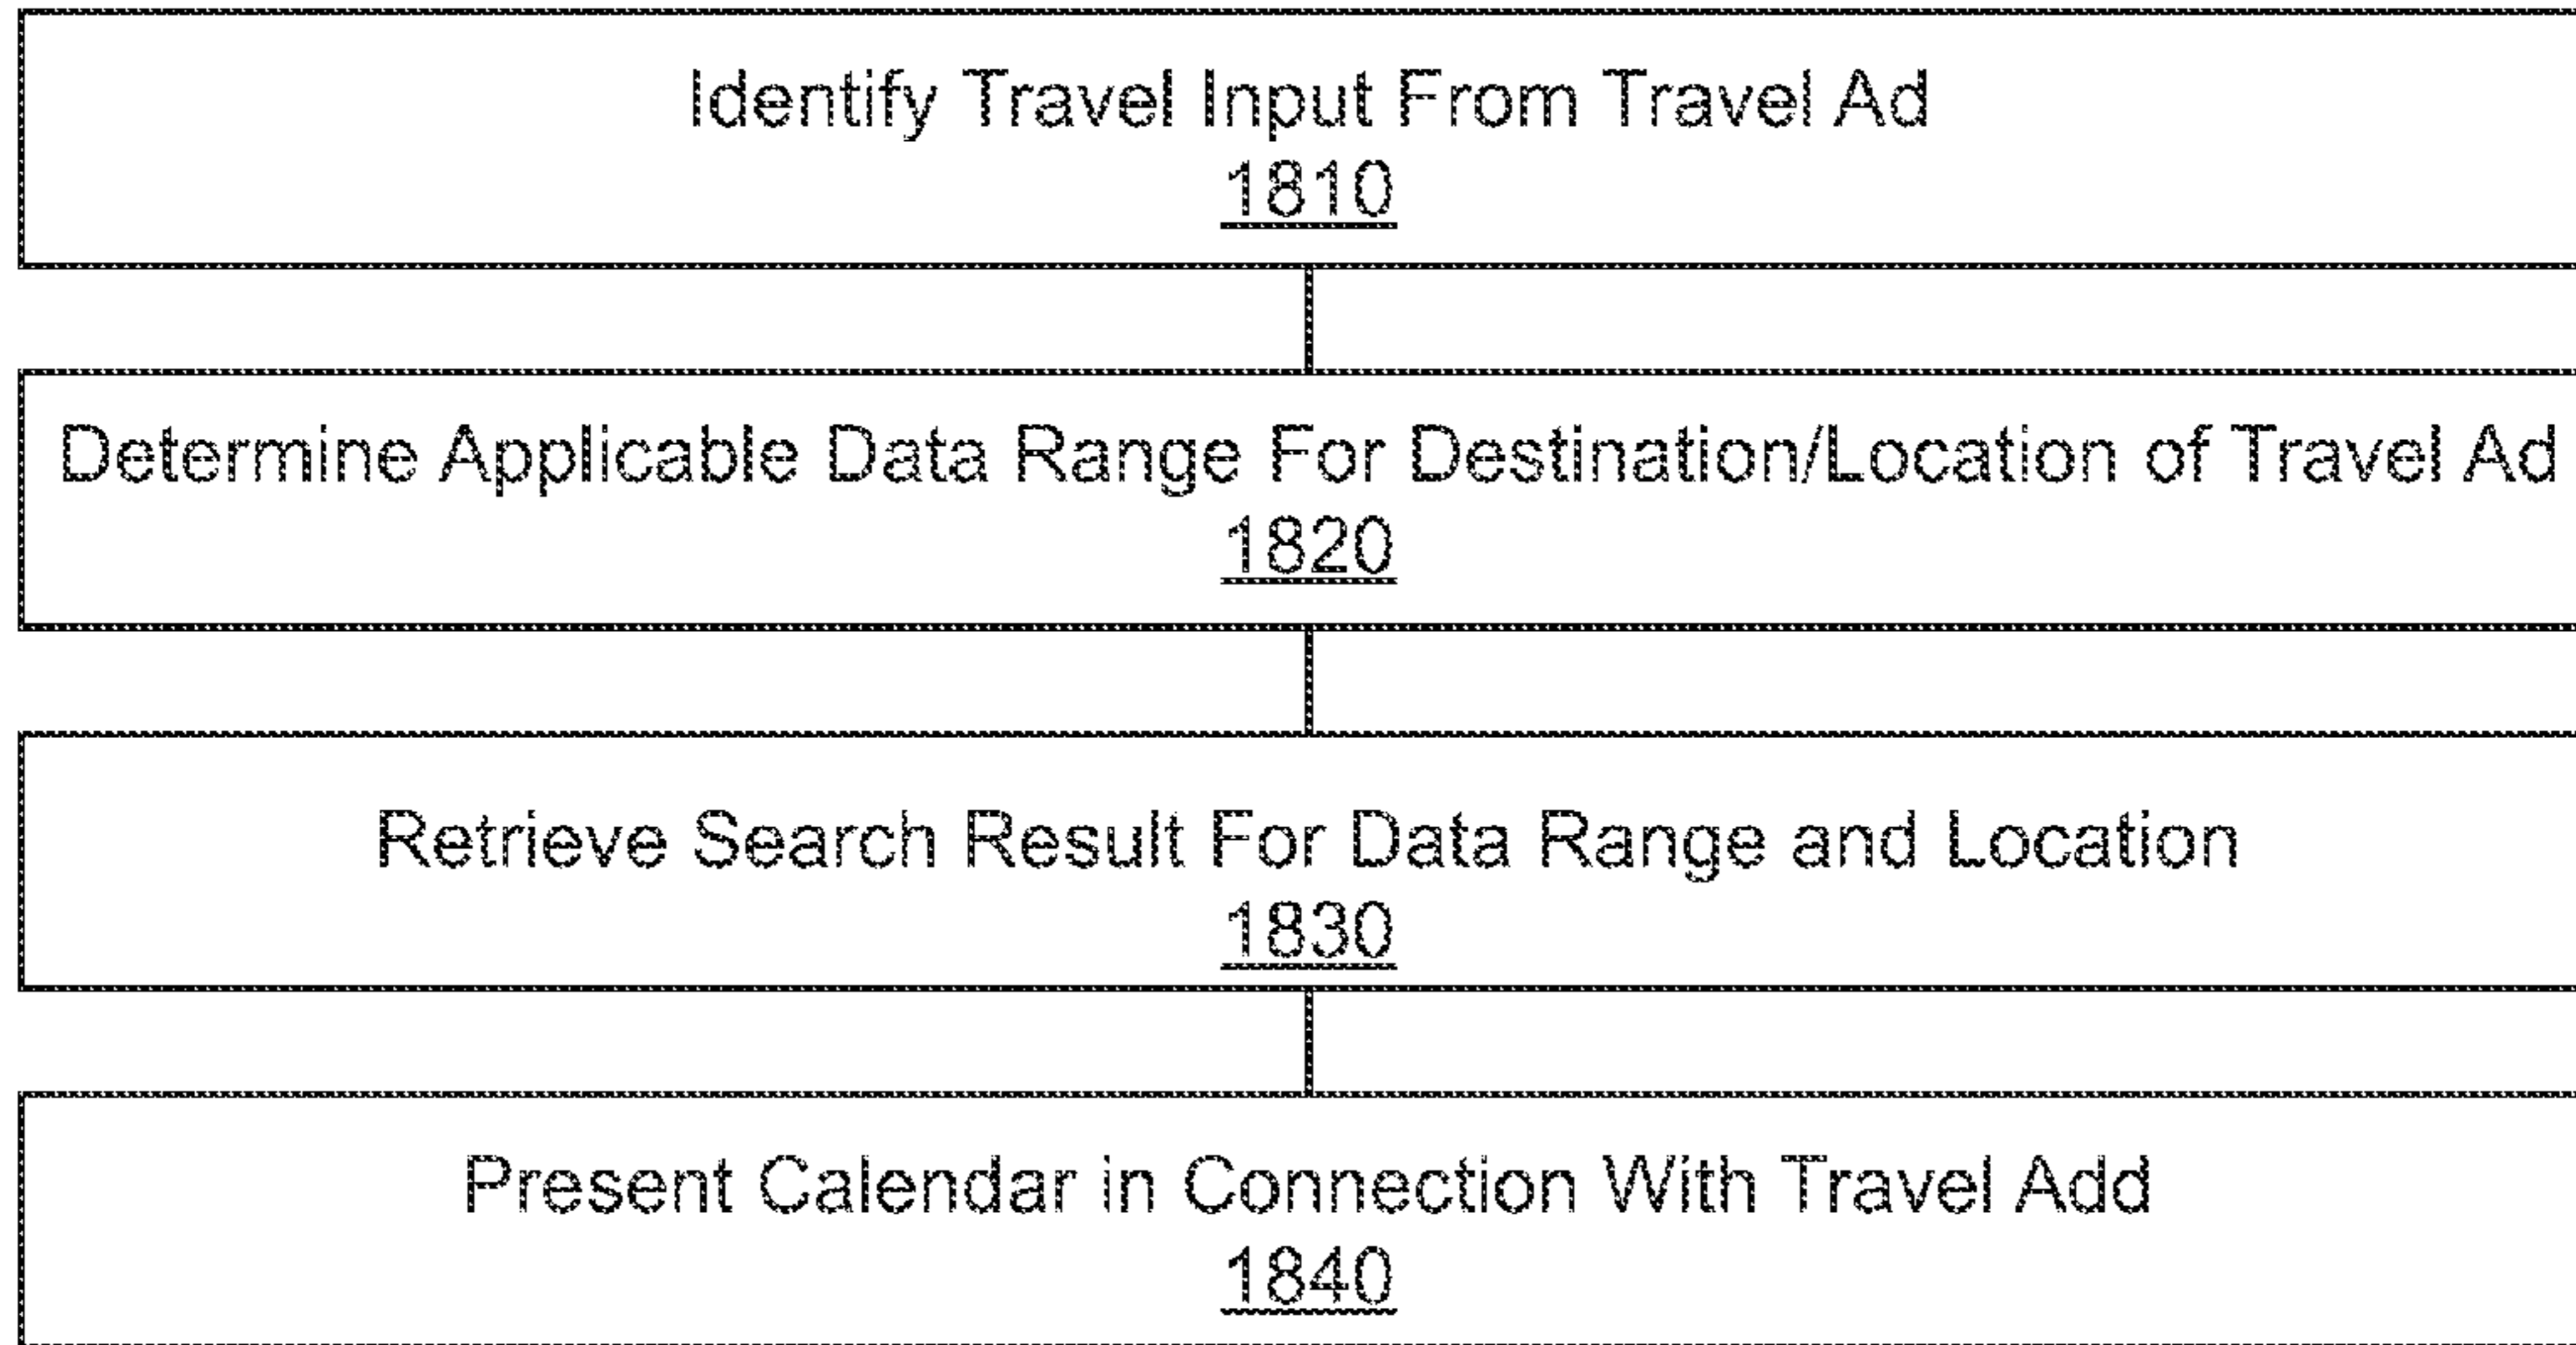 Identify Travel Input From Travel Ad
1810
Determine Applicable Data Range For Destination/Location of Travel Ad
1820
Retrieve Search Result For Data Range and Location
1830
Present Calendar in Connection With Travel Add
1840